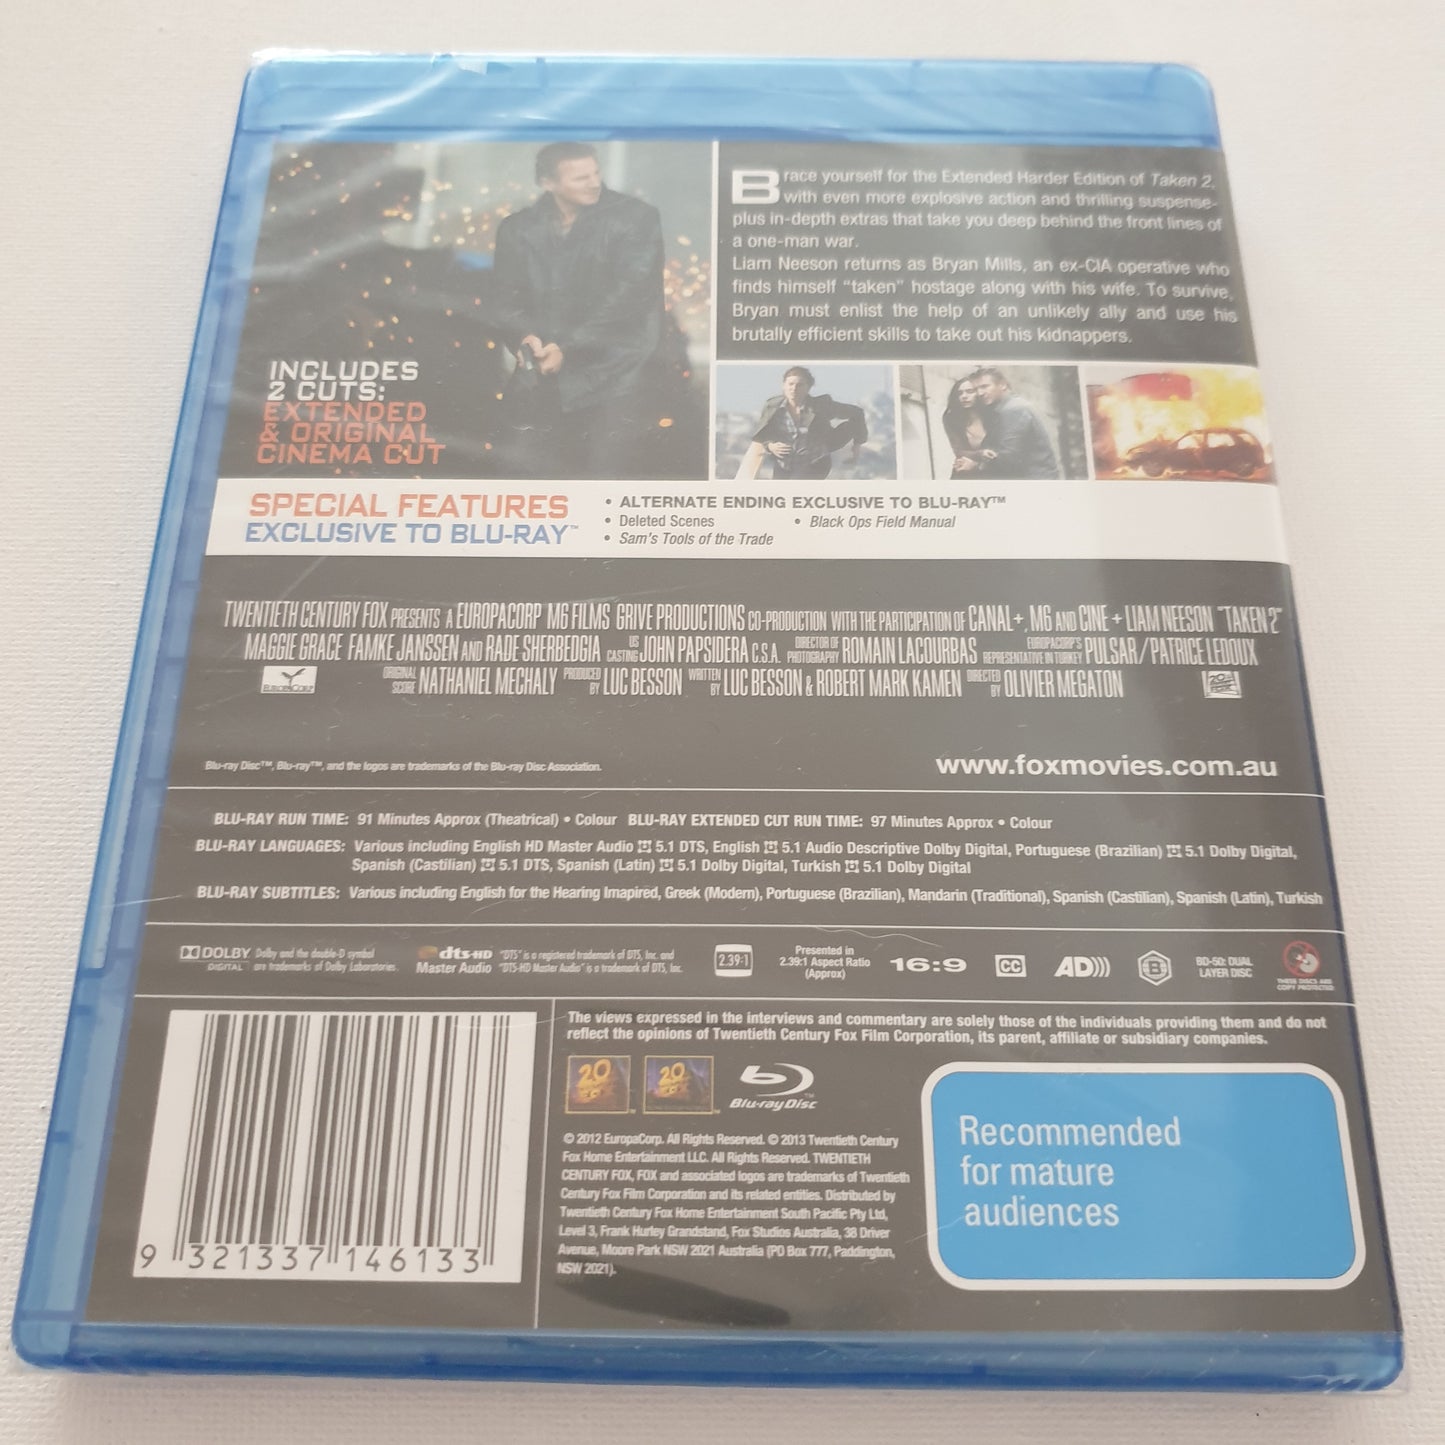 Brace yourself for the Extended Harder Edition of Taken 2,
with even more explosive action and thrilling suspense-
plus in-depth extras that take you deep behind the front lines of
a one-man war.
Liam Neeson returns as Bryan Mills, an ex-CIA operative who
finds himself “taken” hostage along with his wife. To survive,
Bryan must enlist the help of an unlikely ally and use his
brutally efficient skills to take out his kidnappers.
INCLUDES
2 CUTS:
EXTENDED
& ORIGINAL
CINEMA CUT
SPECIAL FEATURES
EXCLUSIVE TO BLU-RAY™
• ALTERNATE ENDING EXCLUSIVE TO BLU-RAY™
• Deleted Scenes • Black Ops Field Manual
• Sam's Tools of the Trade
TWENTIETH CENTURY FOX PRESENTS A EUROPACORP M6 FILMS GRIVE PRODUCTIONS CO-PRODUCTION WITH THE PARTICIPATION OF CANAL+, M6 AND CINE + LIAM NEESON "TAKEN 2"
MAGGIE GRACE FAMKE JANSSEN AND RADE SHERBEDGIA US CASTING JOHN PAPSIDERA C.S.A. DIRECTOR OF PHOTOGRAPHY ROMAIN LACOURBAS EUROPACORP'S REPRESENTATIVE IN TURKEY PULSAR/PATRICE LEDOUX
EUROPACORP ORIGINAL SCORE NATHANIEL MECHALY PRODUCED BY LUC BESSON WRITTEN BY LUC BESSON & ROBERT MARK KAMEN DIRECTED BY OLIVIER MEGATON 20 FOX
Blu-ray Disc™, Blu-ray™, and the logos are trademarks of the Blu-ray Disc Association.
www.foxmovies.com.au
BLU-RAY RUN TIME: 91 Minutes Approx (Theatrical) • Colour BLU-RAY EXTENDED CUT RUN TIME: 97 Minutes Approx • Colour
BLU-RAY LANGUAGES: Various including English HD Master Audio 5.1 DTS, English 5.1 Audio Descriptive Dolby Digital, Portuguese (Brazilian) 5.1 Dolby Digital,
Spanish (Castilian) 5.1 DTS, Spanish (Latin) 5.1 Dolby Digital, Turkish 5.1 Dolby Digital
BLU-RAY SUBTITLES: Various including English for the Hearing Imapired, Greek (Modern), Portuguese (Brazilian), Mandarin (Traditional), Spanish (Castilian), Spanish (Latin), Turkish
DOLBY DIGITAL
Dolby and the double-D symbol
are trademarks of Dolby Laboratories.
dts-HD
Master Audio
"DTS" is a registered trademark of DTS, Inc. and
"DTS-HD Master Audio" is a trademark of DTS, Inc.
2.39:1
Presented in
2.39:1 Aspect Ratio
(Approx)
16:9
CC
AD)))
B
BD-50: DUAL
LAYER DISC
THESE DISCS ARE
COPY PROTECTED
The views expressed in the interviews and commentary are solely those of the individuals providing them and do not
reflect the opinions of Twentieth Century Fox Film Corporation, its parent, affiliate or subsidiary companies.
20 ™ 20 ™ Blu-ray Disc ™
© 2012 EuropaCorp. All Rights Reserved. © 2013 Twentieth Century
Fox Home Entertainment LLC. All Rights Reserved. TWENTIETH
CENTURY FOX, FOX and associated logos are trademarks of Twentieth
Century Fox Film Corporation and its related entities. Distributed by
Twentieth Century Fox Home Entertainment South Pacific Pty Ltd,
Level 3, Frank Hurley Grandstand, Fox Studios Australia, 38 Driver
Avenue, Moore Park NSW 2021 Australia (PO Box 777, Paddington,
NSW 2021).
Recommended
for mature
audiences
9 321337 146133